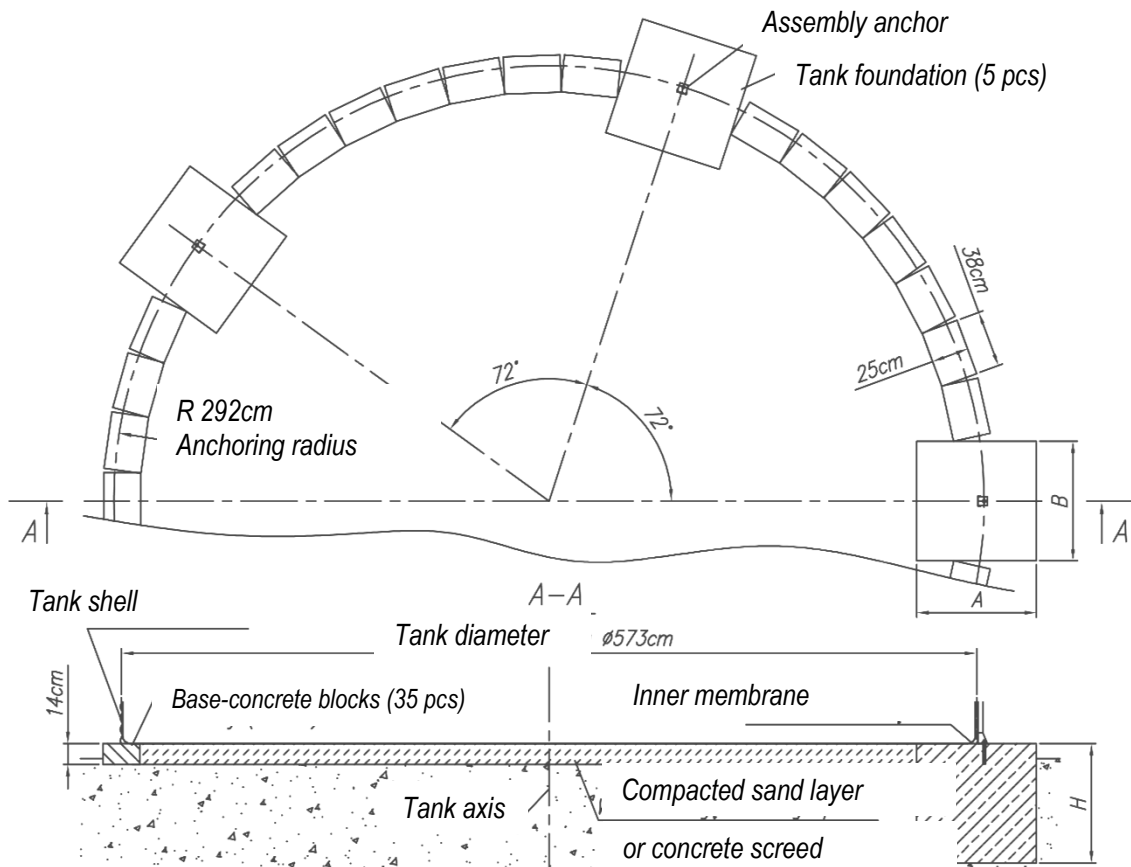 Assembly anchor
Tank foundation (5 pcs)
38cm
25cm
72°
72°
R 292cm
Anchoring radius
B
A
A
A
A-A
Tank shell
Tank diameter ø573cm
14cm
Base-concrete blocks (35 pcs)
Inner membrane
Tank axis
Compacted sand layer
or concrete screed
H